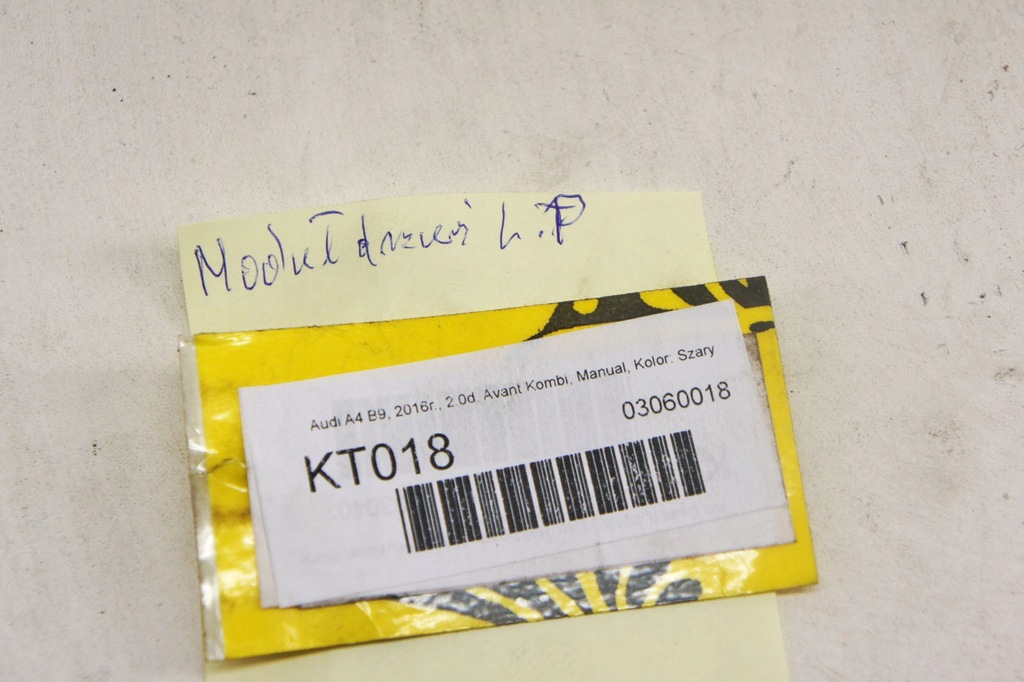 Moduł drzwi L.P
Audi A4 B9, 2016r., 2.0d. Avant Kombi, Manual, Kolor: Szary
03060018
KT018